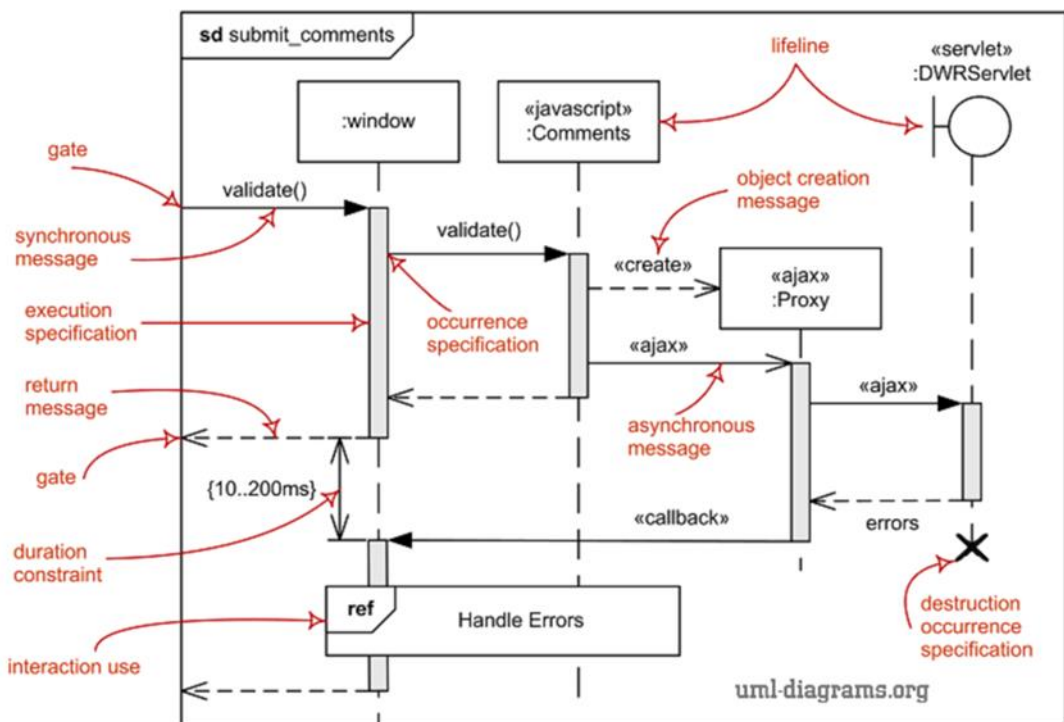 sd submit_comments
lifeline
«servlet»
:DWRServlet
:window
«javascript»
:Comments
gate
validate()
object creation
message
synchronous
message
validate()
«create»
«ajax»
:Proxy
execution
specification
occurrence
specification
«ajax»
return
message
«ajax»
asynchronous
message
gate
{10..200ms}
«callback»
errors
duration
constraint
ref
Handle Errors
destruction
occurrence
specification
interaction use
uml-diagrams.org